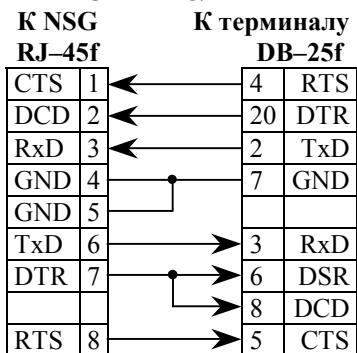 К NSG К терминалу
RJ–45f DB–25f
CTS 1 4 RTS
DCD 2 20 DTR
RxD 3 2 TxD
GND 4 7 GND
GND 5
TxD 6 3 RxD
DTR 7 6 DSR
8 DCD
RTS 8 5 CTS